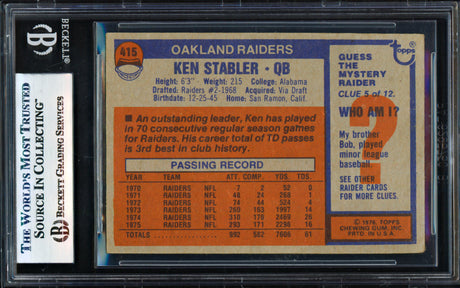 BECKETT
THE WORLD'S MOST TRUSTED
SOURCE IN COLLECTING™
BECKETT GRADING SERVICES
415
OAKLAND RAIDERS
KEN STABLER • QB
Height: 6'3" Weight: 215 College: Alabama
Drafted: Raiders #2-1968 Acquired: Via Draft
Birthdate: 12-25-45 Home: San Ramon, Calif.
An outstanding leader, Ken has played
in 70 consecutive regular season games
for Raiders. His career total of TD passes
is 3rd best in club history.
PASSING RECORD
YEAR TEAM ATT. COMP. YDS. TD
1970 RAIDERS NFL 7 2 52 0
1971 RAIDERS NFL 48 24 268 1
1972 RAIDERS NFL 74 44 524 4
1973 RAIDERS NFL 259 163 1997 14
1974 RAIDERS NFL 310 174 2469 26
1975 RAIDERS NFL 293 171 2296 16
TOTALS 992 582 7606 61
GUESS
THE
MYSTERY
RAIDER
topps
CLUE 5 of 12.
WHO AM I?
My brother
Bob, played
minor league
baseball.
SEE OTHER
RAIDER CARDS
FOR MORE CLUES.
© 1976, TOPPS
CHEWING GUM, INC.
PRTD. IN U.S.A.